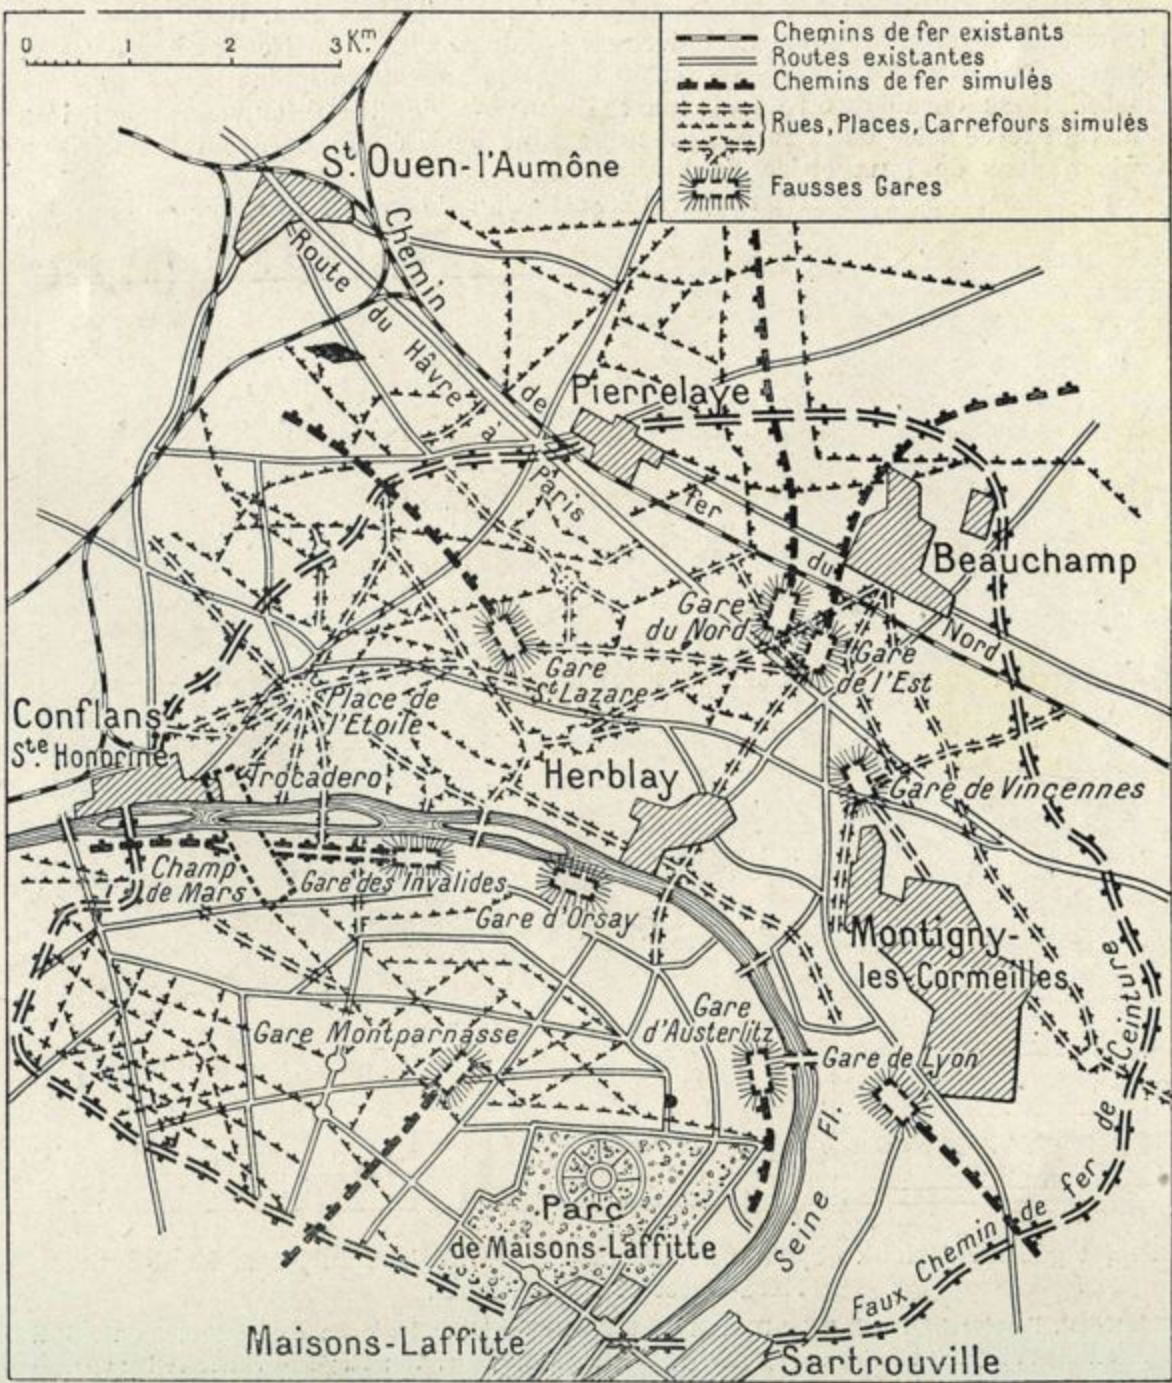 0 1 2 3 Km.
Chemins de fer existants
Routes existantes
Chemins de fer simulés
Rues, Places, Carrefours simulés
Fausses Gares
St. Ouen-l'Aumône
Route du Hâvre à Paris
Chemin de fer du Nord
Pierrelaye
Beauchamp
Gare
du Nord
Gare
de l'Est
Gare
St Lazare
Place de
l'Etoile
Conflans
Ste Honorine
Trocadero
Herblay
Gare de Vincennes
Champ
de Mars
Gare des Invalides
Gare d'Orsay
Montigny-
les-Cormeilles
Gare
d'Austerlitz
Gare Montparnasse
Gare de Lyon
Seine Fl.
Parc
de Maisons-Laffitte
Faux Chemin de fer de Ceinture
Maisons-Laffitte
Sartrouville